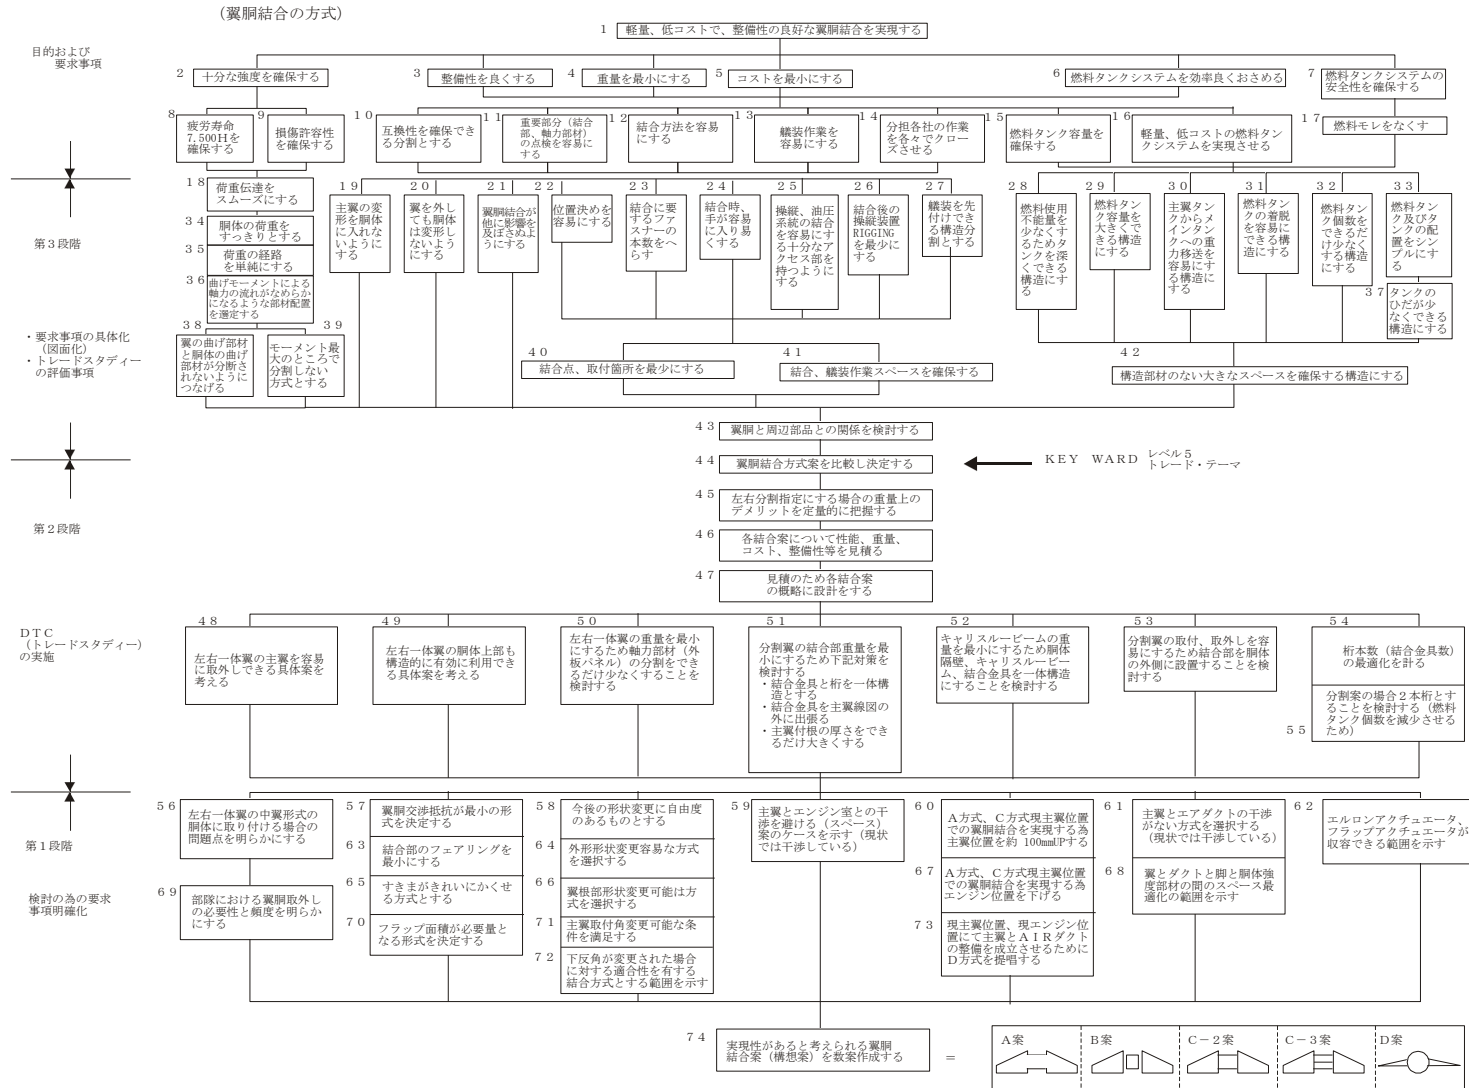 (翼胴結合の方式)
1
軽量、低コストで、整備性の良好な翼胴結合を実現する
目的および
要求事項
2
十分な強度を確保する
3
整備性を良くする
4
重量を最小にする
5
コストを最小にする
6
燃料タンクシステムを効率良くおさめる
7
燃料タンクシステムの
安全性を確保する
8
疲労寿命
7,500Hを
確保する
9
損傷許容性
を確保する
10
互換性を確保でき
る分割とする
11
重要部分(結合
部、軸力部材)
の点検を容易に
する
12
結合方法を容易
にする
13
艤装作業を
容易にする
14
分担各社の作業
を各々でクロー
ズさせる
15
燃料タンク容量を
確保する
16
軽量、低コストの燃料タン
クシステムを実現させる
17
燃料モレをなくす
第3段階
18
荷重伝達を
スムーズにする
34
胴体の荷重を
すっきりとする
35
荷重の経路
を単純にする
36
曲げモーメントによる
軸力の流れがなめらか
になるような部材配置
を選定する
19
主翼の変
形を胴体
に入れな
いように
する
20
翼を外し
ても胴体
は変形し
ないよう
にする
21
翼胴結合が
他に影響を
及ぼさぬよ
うにする
22
位置決めを
容易にする
23
結合に要
するファス
ナーの
本数をへ
らす
24
結合時、
手が容易
に入り易
くする
25
操縦、油圧
系統の結合
を容易にする
十分なア
クセス部を
持つように
する
26
結合後の
操縦装置
RIGGING
を最少に
する
27
艤装を先
付けでき
る構造分
割とする
28
燃料使用
不能量を
少なくす
るためタ
ンクを深
くできる
構造にす
る
29
燃料タ
ンク容量を
大きくで
きる構造
にする
30
主翼タン
クからメ
インタンク
への重
力移送を
容易にす
る構造に
する
31
燃料タン
クの着脱
を容易に
できる構
造にする
32
燃料タン
ク個数を
できるだ
け少なく
する構造
にする
33
燃料タン
ク及びタ
ンクの配
置をシン
プルにす
る
37
タンクの
ひだが少
なくできる
構造にする
・要求事項の具体化
(図面化)
・トレードスタディー
の評価事項
38
翼の曲げ部材
と胴体の曲げ
部材が分断さ
れないように
つなげる
39
モーメント最
大のところで
分割しない
方式とする
40
結合点、取付箇所を最少にする
41
結合、艤装作業スペースを確保する
42
構造部材のない大きなスペースを確保する構造にする
43
翼胴と周辺部品との関係を検討する
44
翼胴結合方式案を比較し決定する
KEY WARD レベル5
トレード・テーマ
45
左右分割指定にする場合の重量上の
デメリットを定量的に把握する
第2段階
46
各結合案について性能、重量、
コスト、整備性等を見積る
47
見積のため各結合案
の概略に設計をする
DTC
(トレードスタディー)
の実施
48
左右一体翼の主翼を容易
に取外しできる具体案を
考える
49
左右一体翼の胴体上部も
構造的に有効に利用でき
る具体案を考える
50
左右一体翼の重量を最小
にするため軸力部材(外
板パネル)の分割をでき
るだけ少なくすることを
検討する
51
分割翼の結合部重量を最
小にするため下記対策を
検討する
・結合金具と桁を一体構
造とする
・結合金具を主翼線図の
外に出張る
・主翼付根の厚さをでき
るだけ大きくする
52
キャリスルービームの重
量を最小にするため胴体
隔壁、キャリスルービー
ム、結合金具を一体構造
にすることを検討する
53
分割翼の取付、取外しを容
易にするため結合部を胴体
の外側に設置することを検
討する
54
桁本数(結合金具数)
の最適化を計る
55
分割案の場合2本桁とす
ることを検討する(燃料
タンク個数を減少させる
ため)
第1段階
56
左右一体翼の中翼形式の
胴体に取り付ける場合の
問題点を明らかにする
57
翼胴交渉抵抗が最小の形
式を決定する
58
今後の形状変更に自由度
のあるものとする
59
主翼とエンジン室との干
渉を避ける(スペース)
案のケースを示す(現状
では干渉している)
60
A方式、C方式現主翼位置
での翼胴結合を実現する為
主翼位置を約 100mmUPする
61
主翼とエアダクトの干渉
がない方式を選択する
(現状では干渉している)
62
エルロンアクチュエータ、
フラップアクチュエータが
収容できる範囲を示す
63
結合部のフェアリングを
最小にする
64
外形形状変更容易な方式
を選択する
65
すきまがきれいにかくせ
る方式とする
66
翼根部形状変更可能は方
式を選択する
67
A方式、C方式現主翼位置
での翼胴結合を実現する為
エンジン位置を下げる
68
翼とダクトと脚と胴体強
度部材の間のスペース最
適化の範囲を示す
検討の為の要求
事項明確化
69
部隊における翼胴取外し
の必要性と頻度を明らか
にする
70
フラップ面積が必要量と
なる形式を決定する
71
主翼取付角変更可能な条
件を満足する
72
下反角が変更された場合
に対する適合性を有する
結合方式とする範囲を示す
73
現主翼位置、現エンジン位
置にて主翼とAIRダクト
の整備を成立させるために
D方式を提唱する
74
実現性があると考えられる翼胴
結合案(構想案)を数案作成する
=
A案
B案
C-2案
C-3案
D案